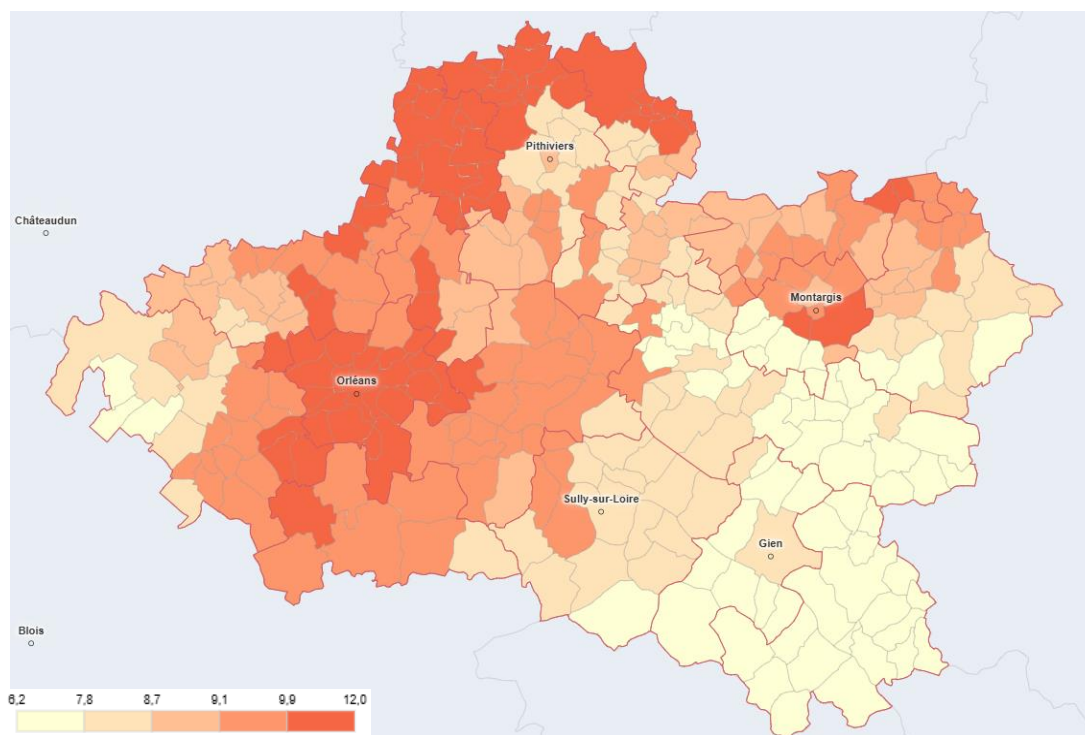 Pithiviers
Châteaudun
Montargis
Orléans
Sully-sur-Loire
Gien
Blois
6,2 7,8 8,7 9,1 9,9 12,0